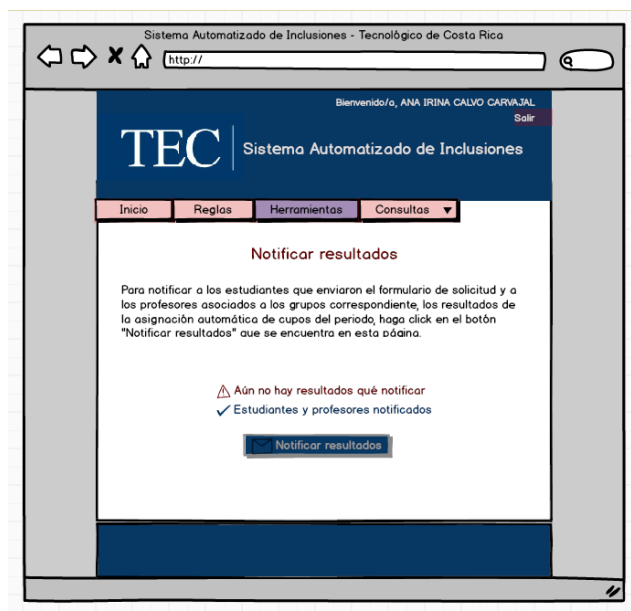 Sistema Automatizado de Inclusiones - Tecnológico de Costa Rica
http://
Bienvenido/a, ANA IRINA CALVO CARVAJAL
Salir
TEC
Sistema Automatizado de Inclusiones
Inicio Reglas Herramientas Consultas
Notificar resultados
Para notificar a los estudiantes que enviaron el formulario de solicitud y a
los profesores asociados a los grupos correspondiente, los resultados de
la asignación automática de cupos del periodo, haga click en el botón
"Notificar resultados" que se encuentra en esta página.
Aún no hay resultados qué notificar
Estudiantes y profesores notificados
Notificar resultados